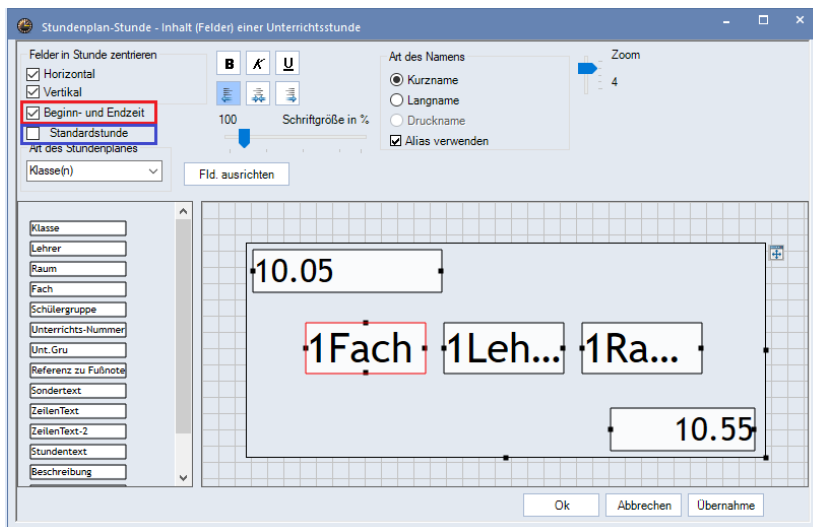 Stundenplan-Stunde - Inhalt (Felder) einer Unterrichtsstunde
Felder in Stunde zentrieren
Horizontal
Vertikal
Beginn- und Endzeit
Standardstunde
Art des Stundenplanes
Klasse(n)
B K U
100 Schriftgröße in %
Fld. ausrichten
Art des Namens
Kurzname
Langname
Druckname
Alias verwenden
Zoom
4
Klasse
Lehrer
Raum
Fach
Schülergruppe
Unterrichts-Nummer
Unt.Gru
Referenz zu Fußnote
Sondertext
ZeilenText
ZeilenText-2
Stundentext
Beschreibung
10.05
1Fach 1Leh... 1Ra...
10.55
Ok Abbrechen Übernahme